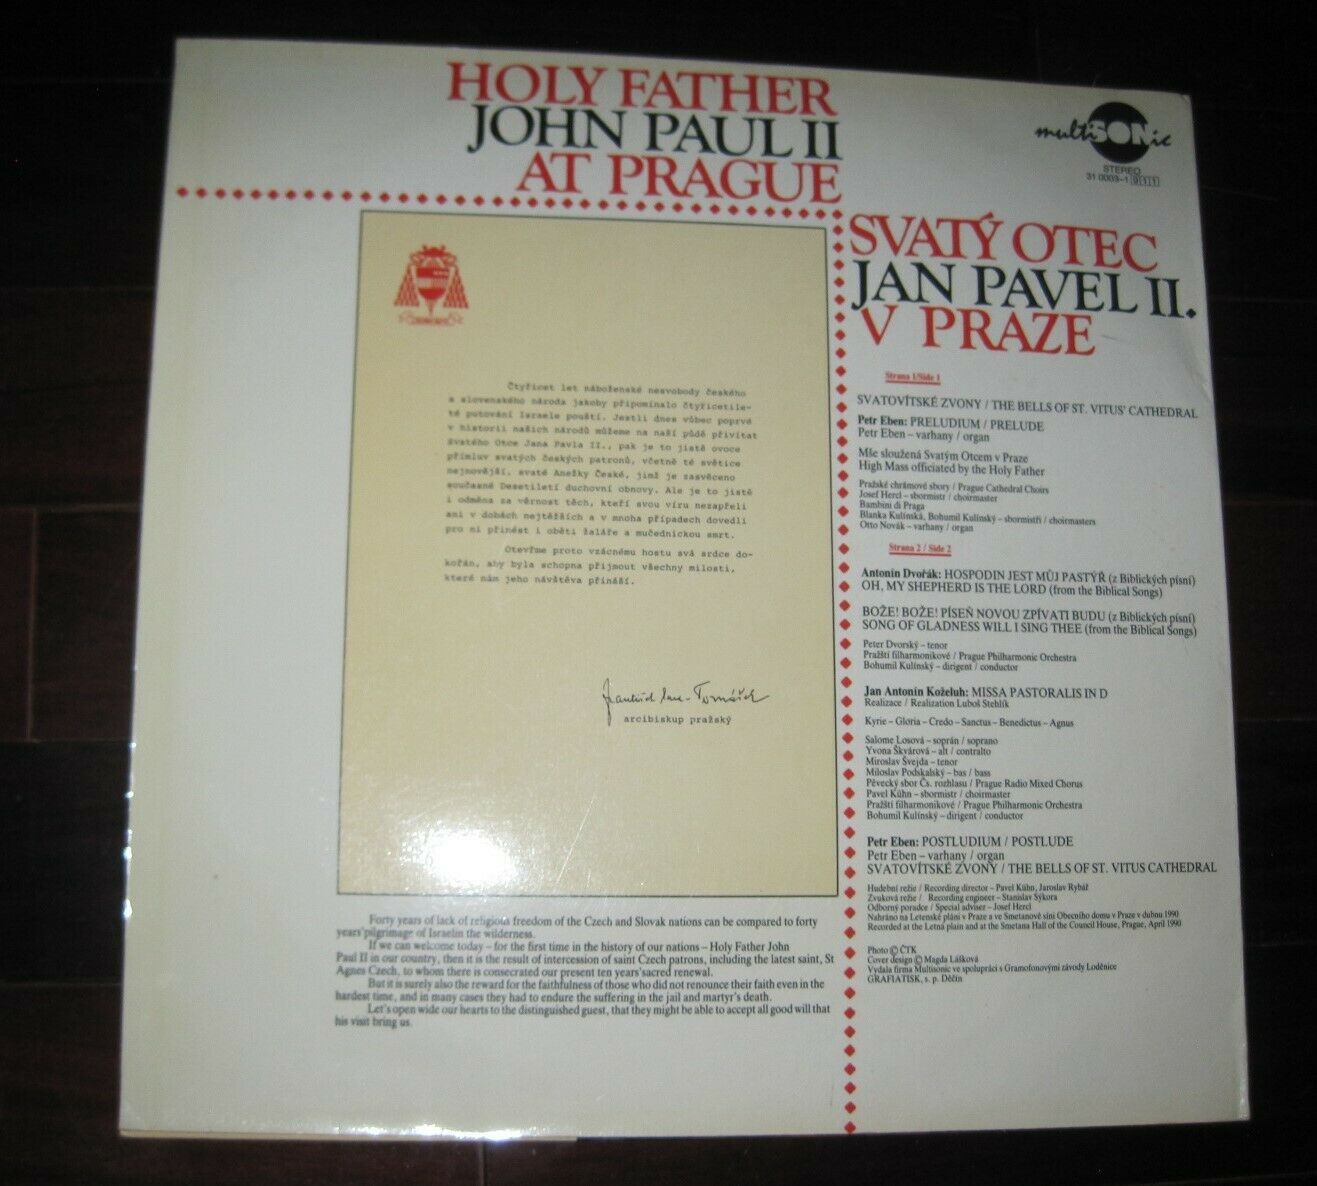 HOLY FATHER
JOHN PAUL II
AT PRAGUE
multiSONic
STEREO
31 0003-1 911
SVATÝ OTEC
JAN PAVEL II.
V PRAZE
Čtyřicet let náboženské nesvobody českého
a slovenského národa jakoby připomínalo čtyřicetile-
té putování Israele pouští. Jestli dnes vůbec poprvé
v historii našich národů můžeme na naší půdě přivítat
Svatého Otce Jana Pavla II., pak je to jistě ovoce
přímluv svatých českých patronů, včetně té světice
nejnovější, svaté Anežky České, jímž je zasvěceno
současné Desetiletí duchovní obnovy. Ale je to jistě
i odměna za věrnost těch, kteří svou víru nezapřeli
ani v dobách nejtěžších a v mnoha případech dovedli
pro ni přinést i oběti žaláře a mučednickou smrt.
Otevřme proto vzácnému hostu svá srdce do-
kořán, aby byla schopna přijmout všechny milosti,
které nám jeho návštěva přináší.
František kard. Tomášek
arcibiskup pražský
Forty years of lack of religious freedom of the Czech and Slovak nations can be compared to forty
years'pilgrimage of Israelin the wilderness.
If we can welcome today – for the first time in the history of our nations – Holy Father John
Paul II in our country, then it is the result of intercession of saint Czech patrons, including the latest saint, St
Agnes Czech, to whom there is consecrated our present ten years'sacred renewal.
But it is surely also the reward for the faithfulness of those who did not renounce their faith even in the
hardest time, and in many cases they had to endure the suffering in the jail and martyr's death.
Let's open wide our hearts to the distinguished guest, that they might be able to accept all good will that
his visit bring us.
Strana 1/Side 1
SVATOVÍTSKÉ ZVONY / THE BELLS OF ST. VITUS' CATHEDRAL
Petr Eben: PRELUDIUM / PRELUDE
Petr Eben – varhany / organ
Mše sloužená Svatým Otcem v Praze
High Mass officiated by the Holy Father
Pražské chrámové sbory / Prague Cathedral Choirs
Josef Hercl – sbormistr / choirmaster
Bambini di Praga
Blanka Kulínská, Bohumil Kulínský – sbormistři / choirmasters
Otto Novák – varhany / organ
Strana 2 / Side 2
Antonín Dvořák: HOSPODIN JEST MŮJ PASTÝŘ (z Biblických písní)
OH, MY SHEPHERD IS THE LORD (from the Biblical Songs)
BOŽE! BOŽE! PÍSEŇ NOVOU ZPÍVATI BUDU (z Biblických písní)
SONG OF GLADNESS WILL I SING THEE (from the Biblical Songs)
Peter Dvorský – tenor
Pražští filharmonikové / Prague Philharmonic Orchestra
Bohumil Kulínský – dirigent / conductor
Jan Antonín Koželuh: MISSA PASTORALIS IN D
Realizace / Realization Luboš Stehlík
Kyrie – Gloria – Credo – Sanctus – Benedictus – Agnus
Salome Losová – soprán / soprano
Yvona Škvárová – alt / contralto
Miroslav Švejda – tenor
Miloslav Podskalský – bas / bass
Pěvecký sbor Čs. rozhlasu / Prague Radio Mixed Chorus
Pavel Kühn – sbormistr / choirmaster
Pražští filharmonikové / Prague Philharmonic Orchestra
Bohumil Kulínský – dirigent / conductor
Petr Eben: POSTLUDIUM / POSTLUDE
Petr Eben – varhany / organ
SVATOVÍTSKÉ ZVONY / THE BELLS OF ST. VITUS CATHEDRAL
Hudební režie / Recording director – Pavel Kühn, Jaroslav Rybář
Zvuková režie / Recording engineer – Stanislav Sýkora
Odborný poradce / Special adviser – Josef Hercl
Nahráno na Letenské pláni v Praze a ve Smetanově síni Obecního domu v Praze v dubnu 1990
Recorded at the Letná plain and at the Smetana Hall of the Council House, Prague, April 1990
Photo © ČTK
Cover design © Magda Lášková
Vydala firma Multisonic ve spolupráci s Gramofonovými závody Loděnice
GRAFIATISK, s. p. Děčín